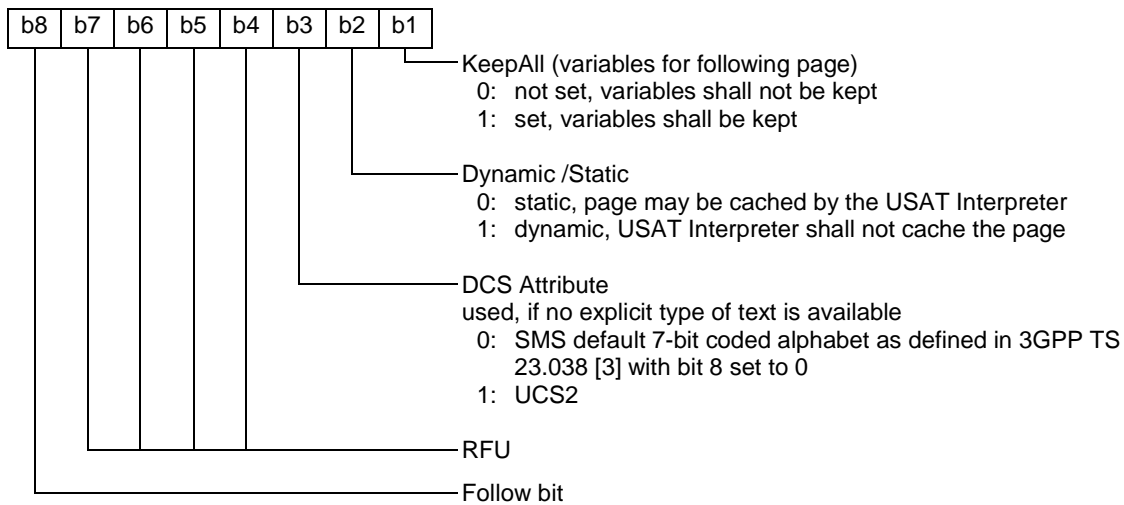 b8 b7 b6 b5 b4 b3 b2 b1
KeepAll (variables for following page)
0: not set, variables shall not be kept
1: set, variables shall be kept
Dynamic /Static
0: static, page may be cached by the USAT Interpreter
1: dynamic, USAT Interpreter shall not cache the page
DCS Attribute
used, if no explicit type of text is available
0: SMS default 7-bit coded alphabet as defined in 3GPP TS
23.038 [3] with bit 8 set to 0
1: UCS2
RFU
Follow bit